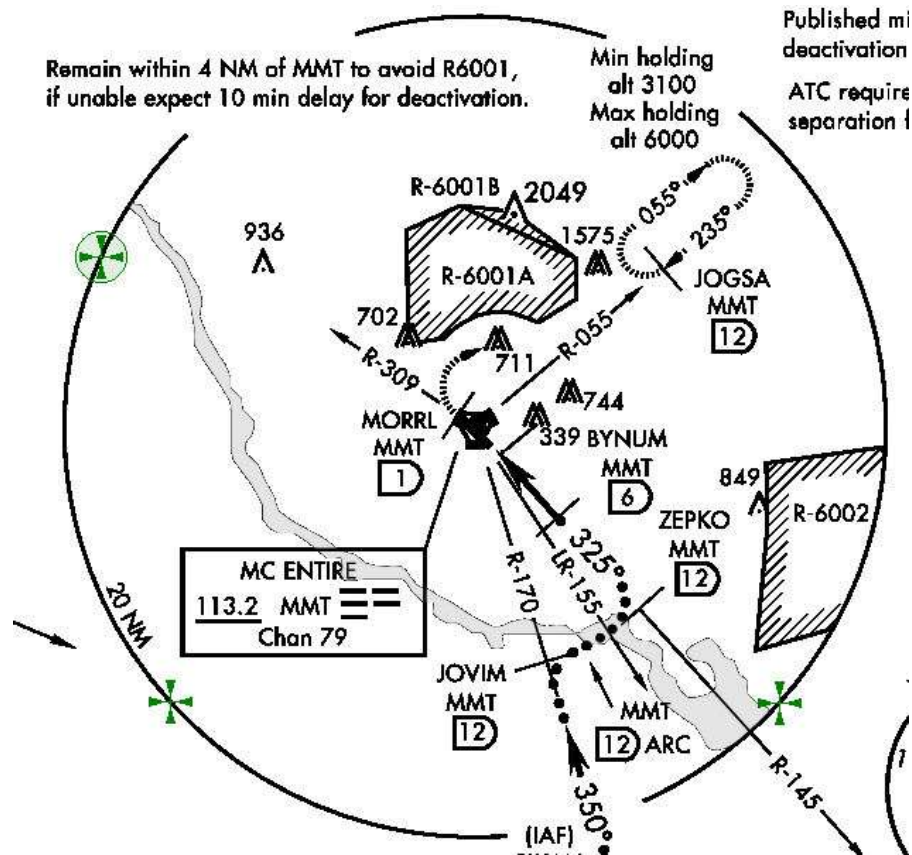 Published mi
deactivation
ATC require
separation f
Remain within 4 NM of MMT to avoid R6001,
if unable expect 10 min delay for deactivation.
Min holding
alt 3100
Max holding
alt 6000
R-6001B
2049
055°
235°
936
1575
R-6001A
JOGSA
MMT
12
702
R-309
711
R-055
744
MORRL
MMT
1
339
BYNUM
MMT
6
849
R-6002
ZEPKO
MMT
12
325°
LR-155
R-170
MC ENTIRE
113.2 MMT
Chan 79
20 NM
JOVIM
MMT
12
MMT
12 ARC
R-145
350°
(IAF)
1